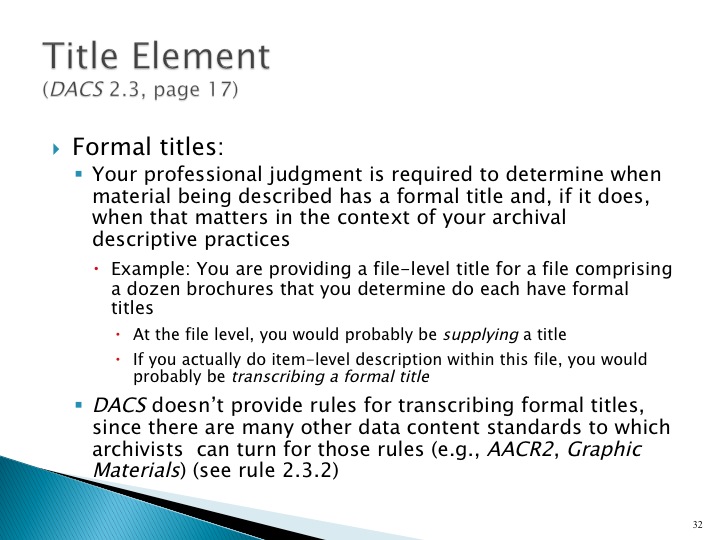 Title Element
(DACS 2.3, page 17)
Formal titles:
Your professional judgment is required to determine when
material being described has a formal title and, if it does,
when that matters in the context of your archival
descriptive practices
Example: You are providing a file-level title for a file comprising
a dozen brochures that you determine do each have formal
titles
At the file level, you would probably be supplying a title
If you actually do item-level description within this file, you would
probably be transcribing a formal title
DACS doesn't provide rules for transcribing formal titles,
since there are many other data content standards to which
archivists  can turn for those rules (e.g., AACR2, Graphic
Materials) (see rule 2.3.2)
32